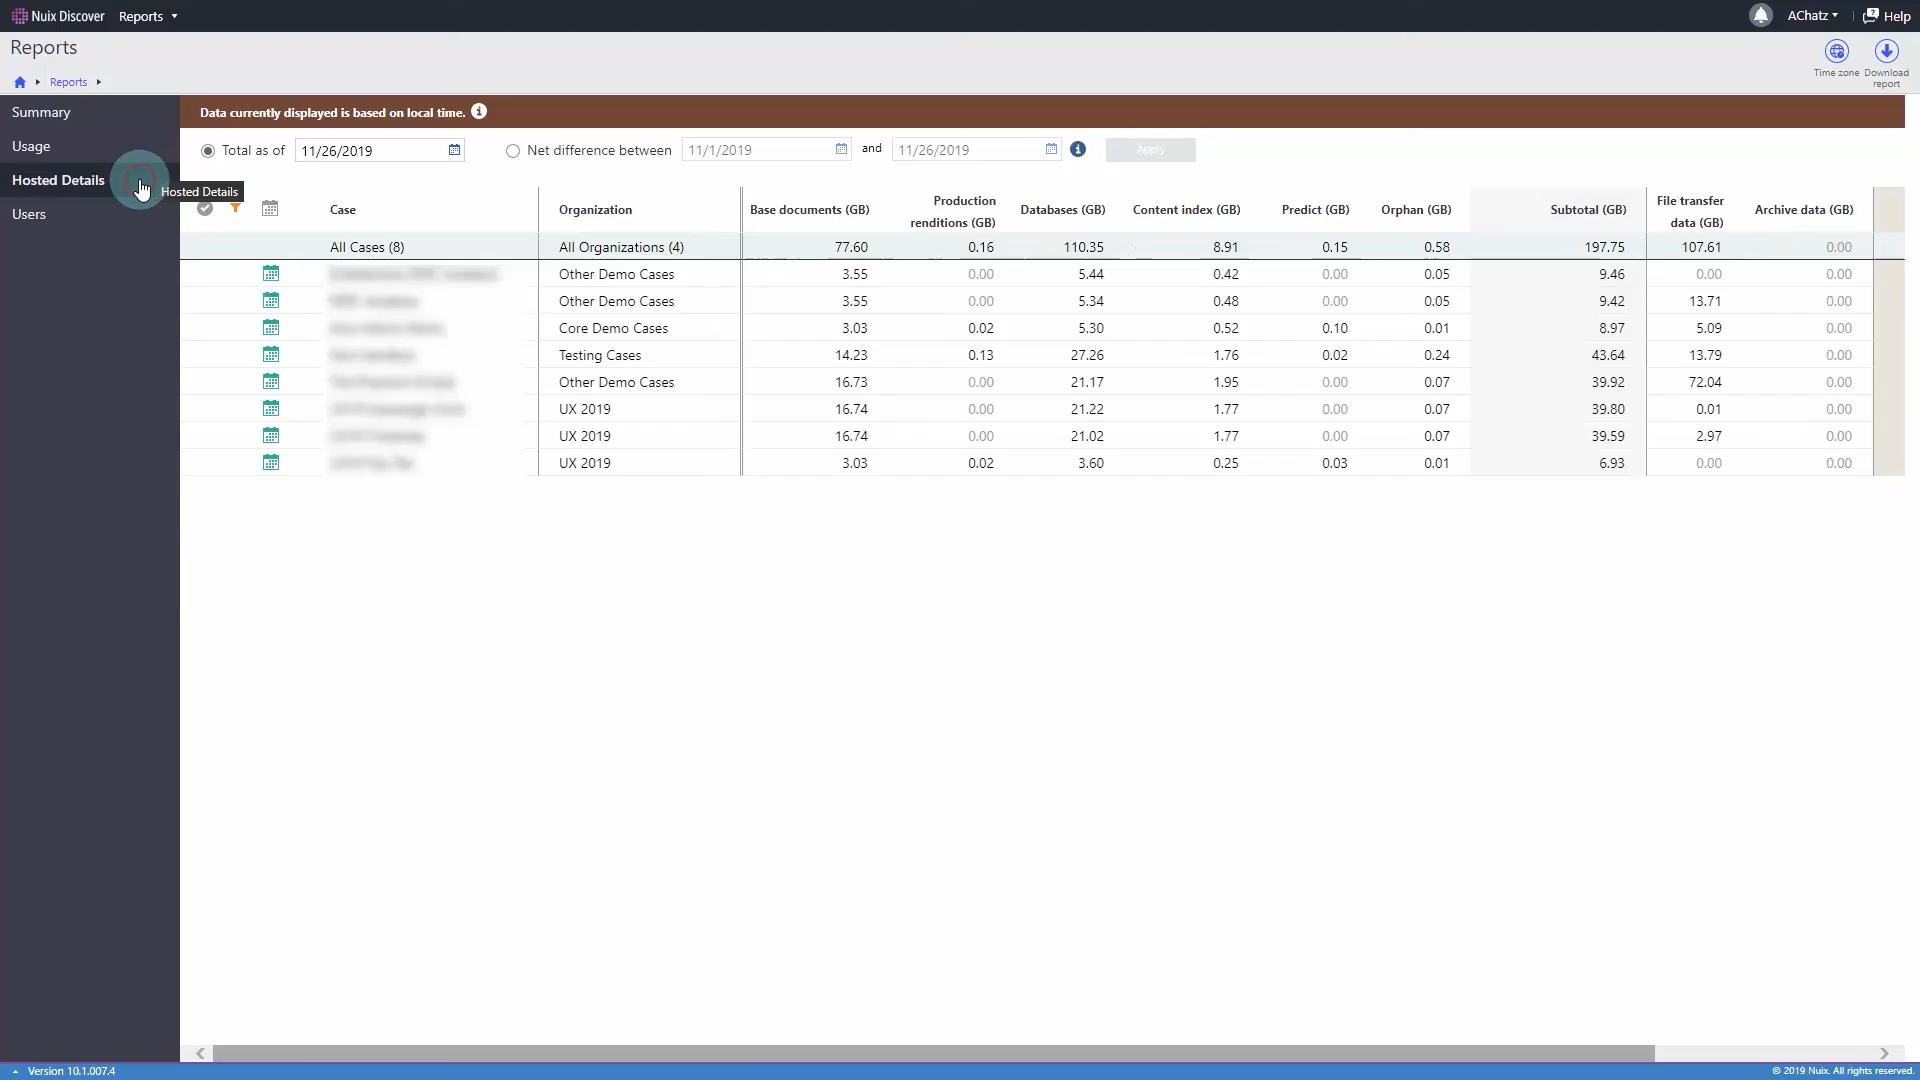 Nuix Discover Reports AChatz Help
Reports
Time zone Download report
Reports
Summary
Usage
Hosted Details
Users
Hosted Details
Data currently displayed is based on local time.
Total as of 11/26/2019 Net difference between 11/1/2019 and 11/26/2019 Apply
Case Organization Base documents (GB) Production renditions (GB) Databases (GB) Content index (GB) Predict (GB) Orphan (GB) Subtotal (GB) File transfer data (GB) Archive data (GB)
All Cases (8) All Organizations (4) 77.60 0.16 110.35 8.91 0.15 0.58 197.75 107.61 0.00
Other Demo Cases 3.55 0.00 5.44 0.42 0.00 0.05 9.46 0.00 0.00
Other Demo Cases 3.55 0.00 5.34 0.48 0.00 0.05 9.42 13.71 0.00
Core Demo Cases 3.03 0.02 5.30 0.52 0.10 0.01 8.97 5.09 0.00
Testing Cases 14.23 0.13 27.26 1.76 0.02 0.24 43.64 13.79 0.00
Other Demo Cases 16.73 0.00 21.17 1.95 0.00 0.07 39.92 72.04 0.00
UX 2019 16.74 0.00 21.22 1.77 0.00 0.07 39.80 0.01 0.00
UX 2019 16.74 0.00 21.02 1.77 0.00 0.07 39.59 2.97 0.00
UX 2019 3.03 0.02 3.60 0.25 0.03 0.01 6.93 0.00 0.00
Version 10.1.007.4 © 2019 Nuix. All rights reserved.